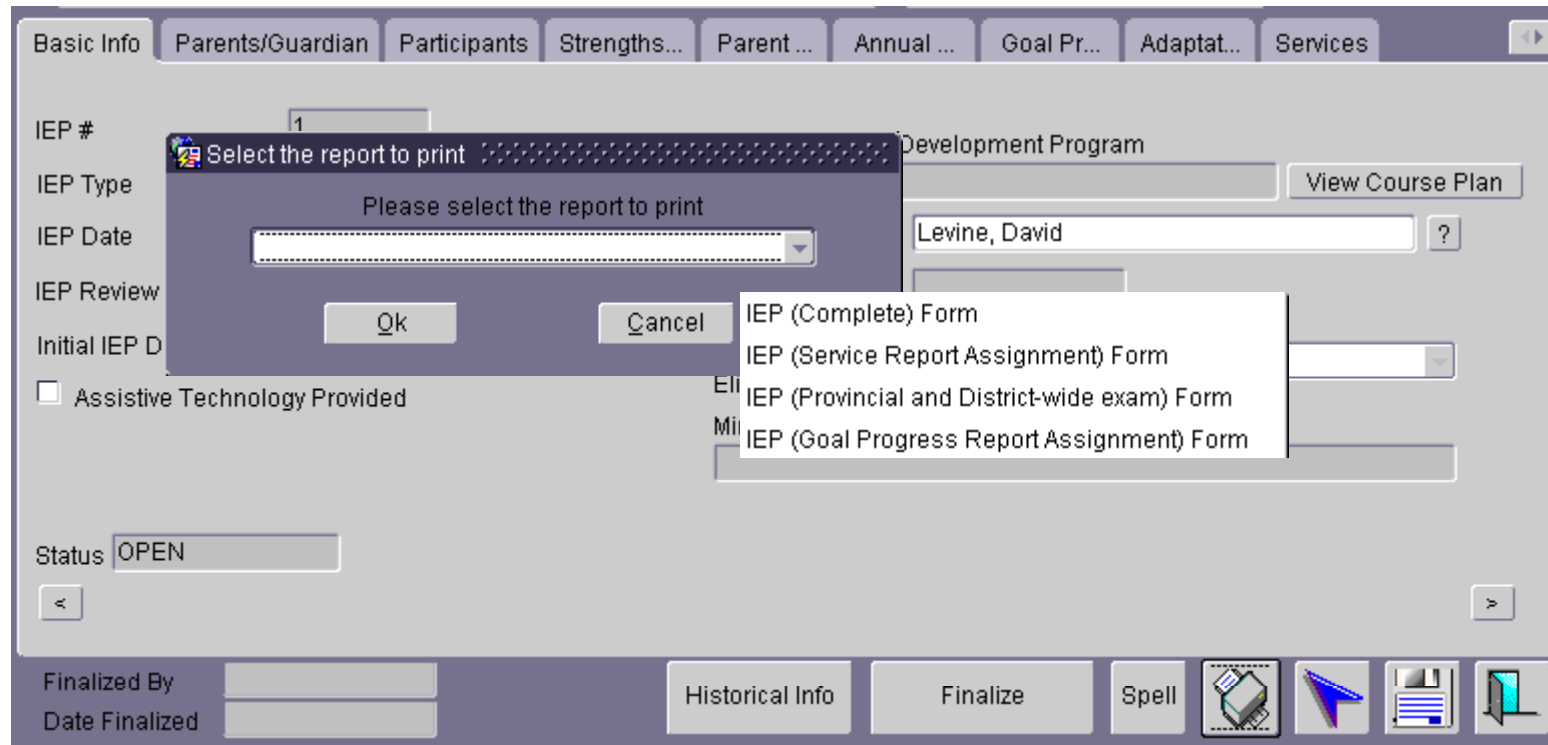 Basic Info Parents/Guardian Participants Strengths... Parent ... Annual ... Goal Pr... Adaptat... Services
IEP # 1
Select the report to print
Development Program
IEP Type
Please select the report to print
View Course Plan
IEP Date
Levine, David ?
IEP Review
Ok Cancel
IEP (Complete) Form
Initial IEP D
IEP (Service Report Assignment) Form
Assistive Technology Provided
Eli
IEP (Provincial and District-wide exam) Form
IEP (Goal Progress Report Assignment) Form
Status OPEN
< >
Finalized By
Historical Info Finalize Spell
Date Finalized